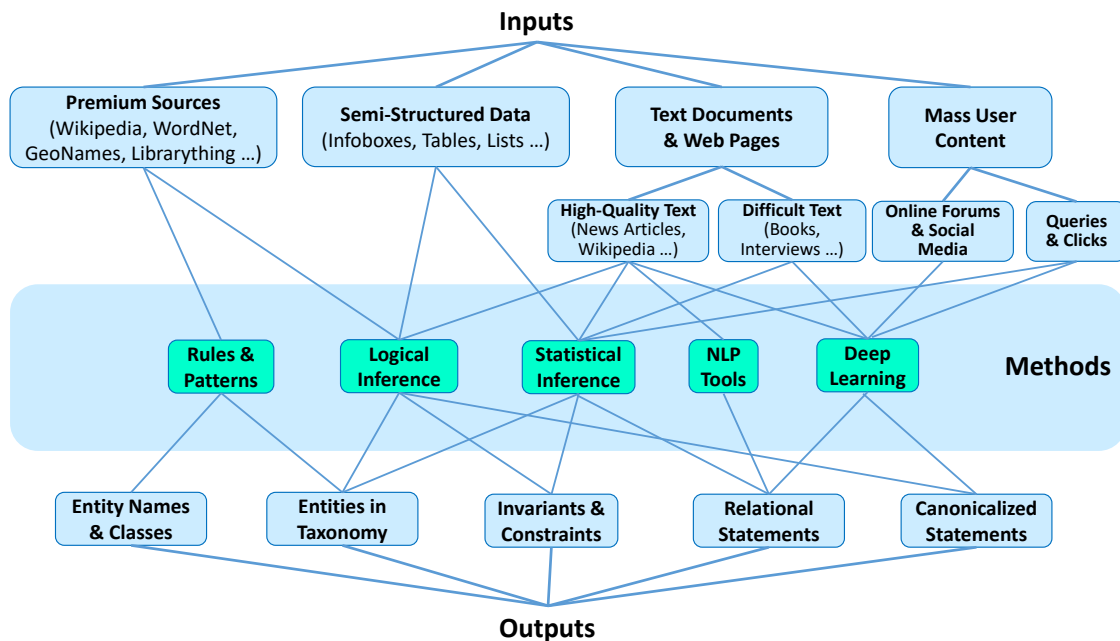 Inputs
Premium Sources
(Wikipedia, WordNet,
GeoNames, Librarything ...)
Semi-Structured Data
(Infoboxes, Tables, Lists ...)
Text Documents
& Web Pages
Mass User
Content
High-Quality Text
(News Articles,
Wikipedia ...)
Difficult Text
(Books,
Interviews ...)
Online Forums
& Social
Media
Queries
& Clicks
Rules &
Patterns
Logical
Inference
Statistical
Inference
NLP
Tools
Deep
Learning
Methods
Entity Names
& Classes
Entities in
Taxonomy
Invariants &
Constraints
Relational
Statements
Canonicalized
Statements
Outputs